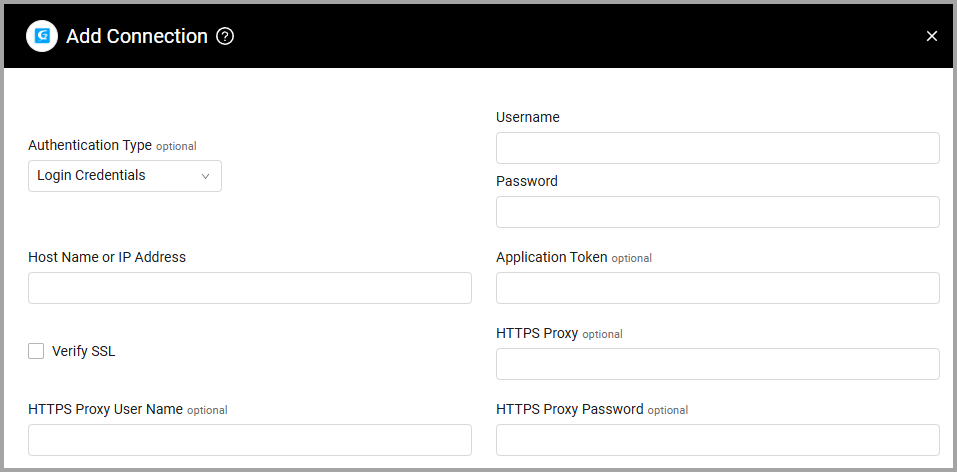 Add Connection ?
Authentication Type optional
Login Credentials
Username
Password
Host Name or IP Address
Application Token optional
Verify SSL
HTTPS Proxy optional
HTTPS Proxy User Name optional
HTTPS Proxy Password optional